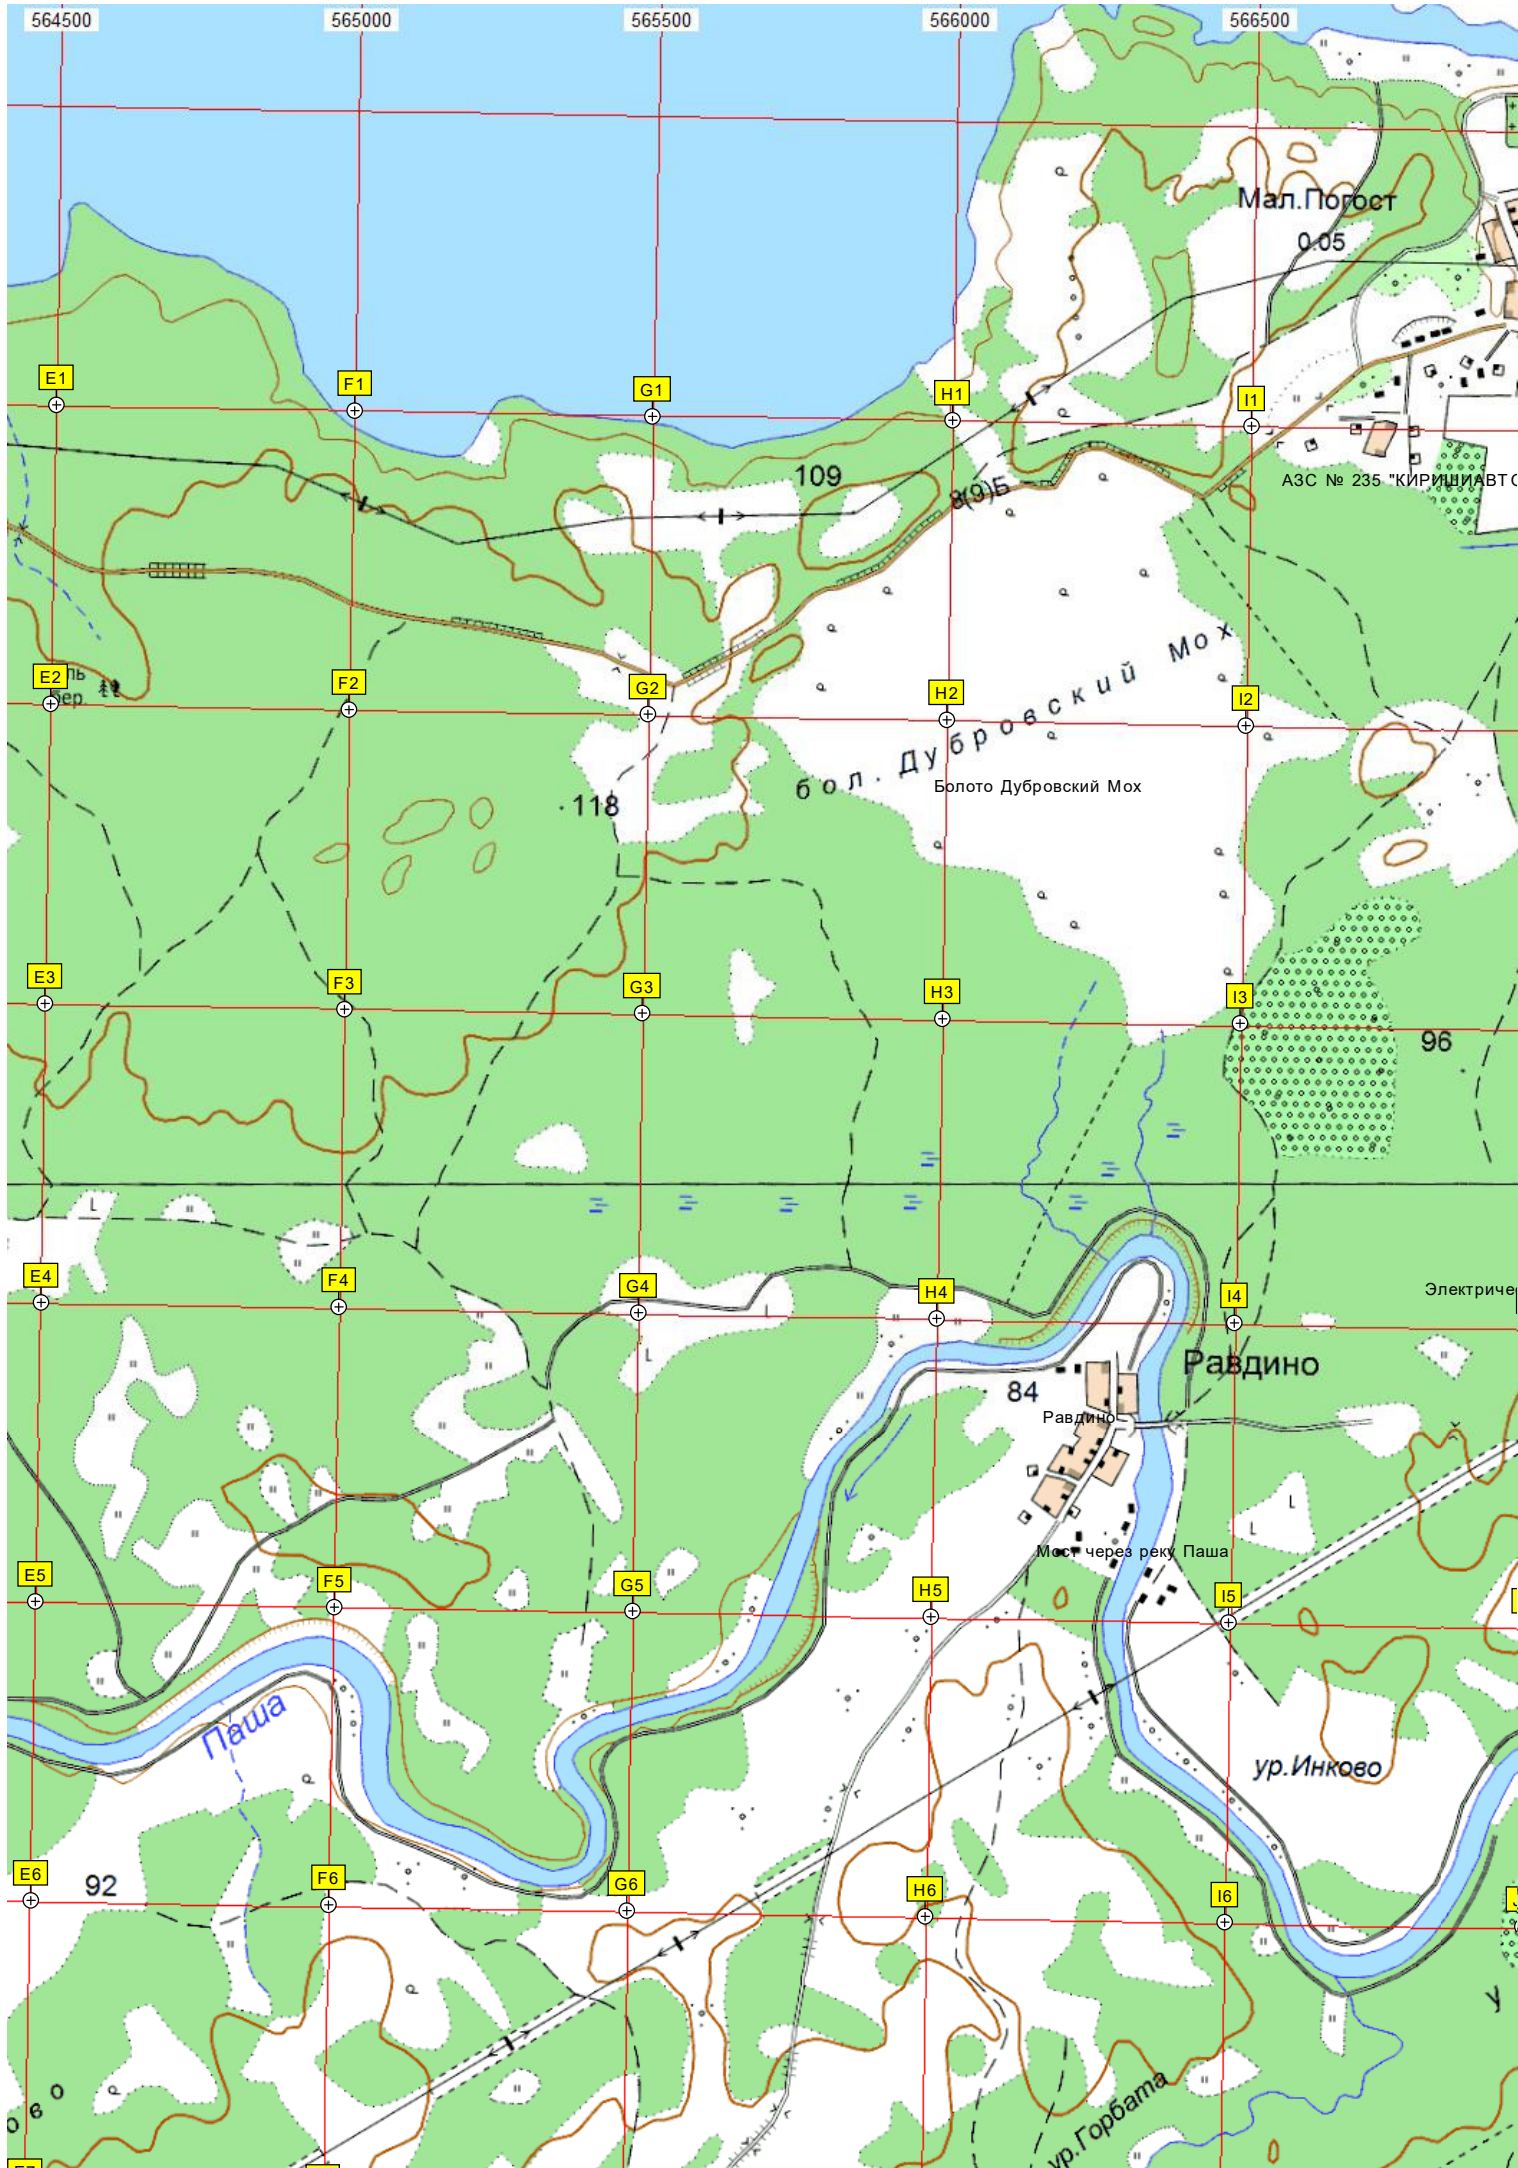 564500 565000 565500 566000 566500
Мал.Погост
0.05
E1 F1 G1 H1 I1
109
8(9)Б
АЗС № 235 "КИРИШИАВТО
E2 F2 G2 H2 I2
бер.
бол. Дубровский Мох
Болото Дубровский Мох
118
E3 F3 G3 H3 I3
96
E4 F4 G4 H4 I4
Электриче
Равдино
84
Равдино
Мост через реку Паша
E5 F5 G5 H5 I5
Паша
ур.Инково
E6 F6 G6 H6 I6
92
у
ово
ур.Горбата